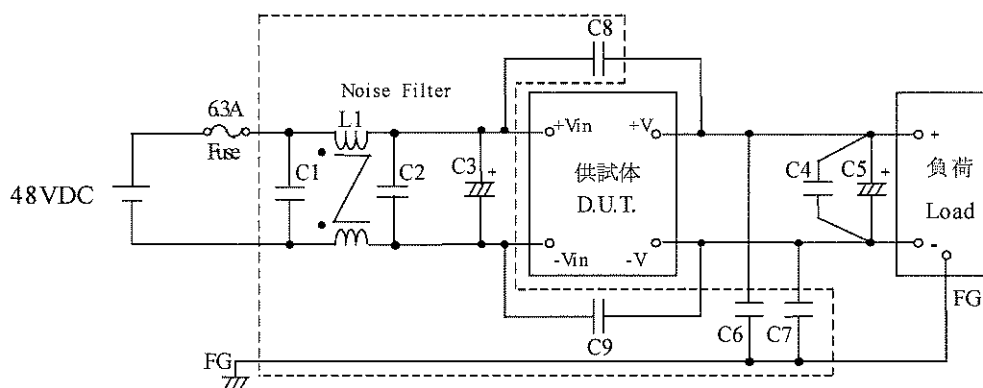 C8
Noise Filter
6.3A
Fuse
L1
C1
C2
C3
+
+Vin
+V
供試体
D.U.T.
-Vin
-V
C4
C5
+
+
負荷
Load
-
48VDC
C9
C6
C7
FG
FG